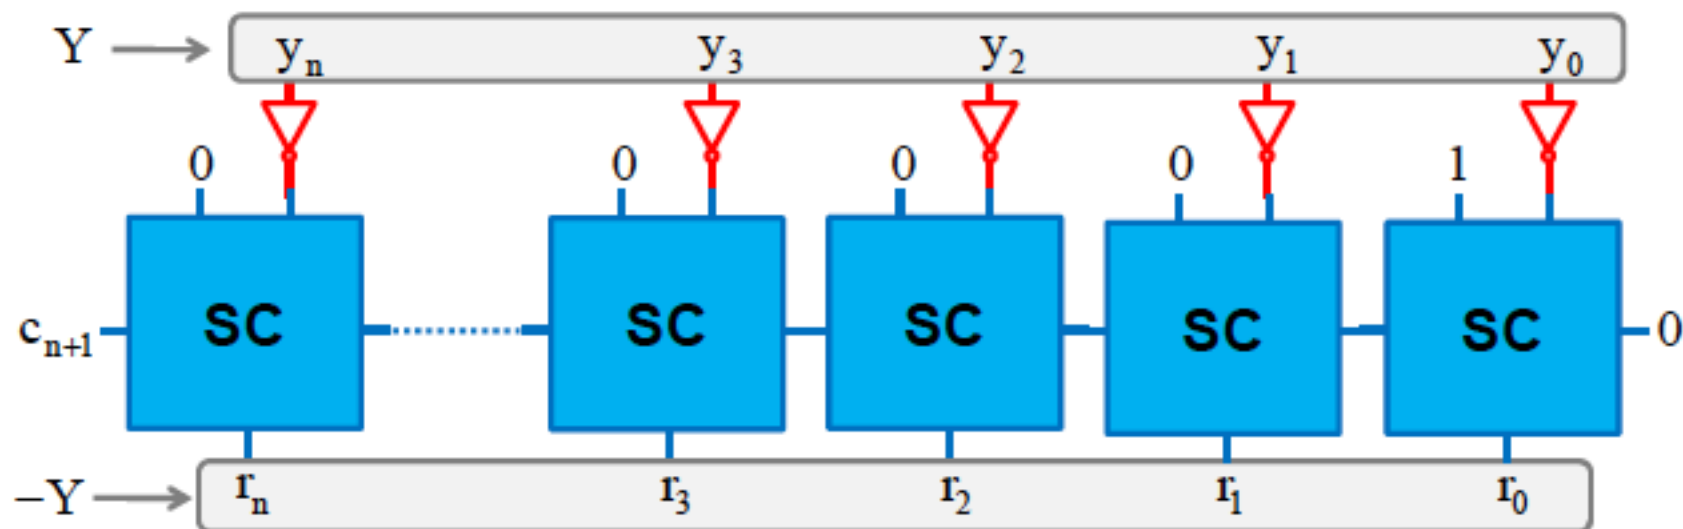 Y yₙ y₃ y₂ y₁ y₀
0 0 0 0 1
cₙ₊₁ SC SC SC SC SC 0
–Y rₙ r₃ r₂ r₁ r₀